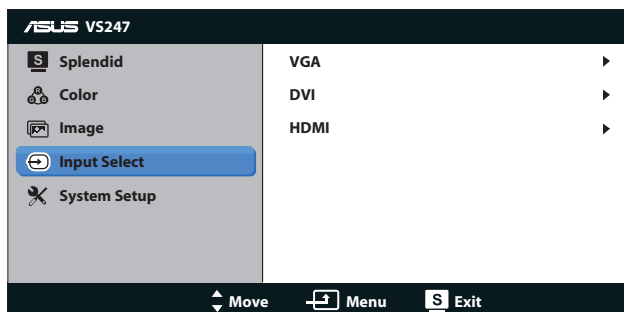 ASUS VS247
S Splendid
Color
Image
Input Select
System Setup
VGA
DVI
HDMI
Move Menu S Exit